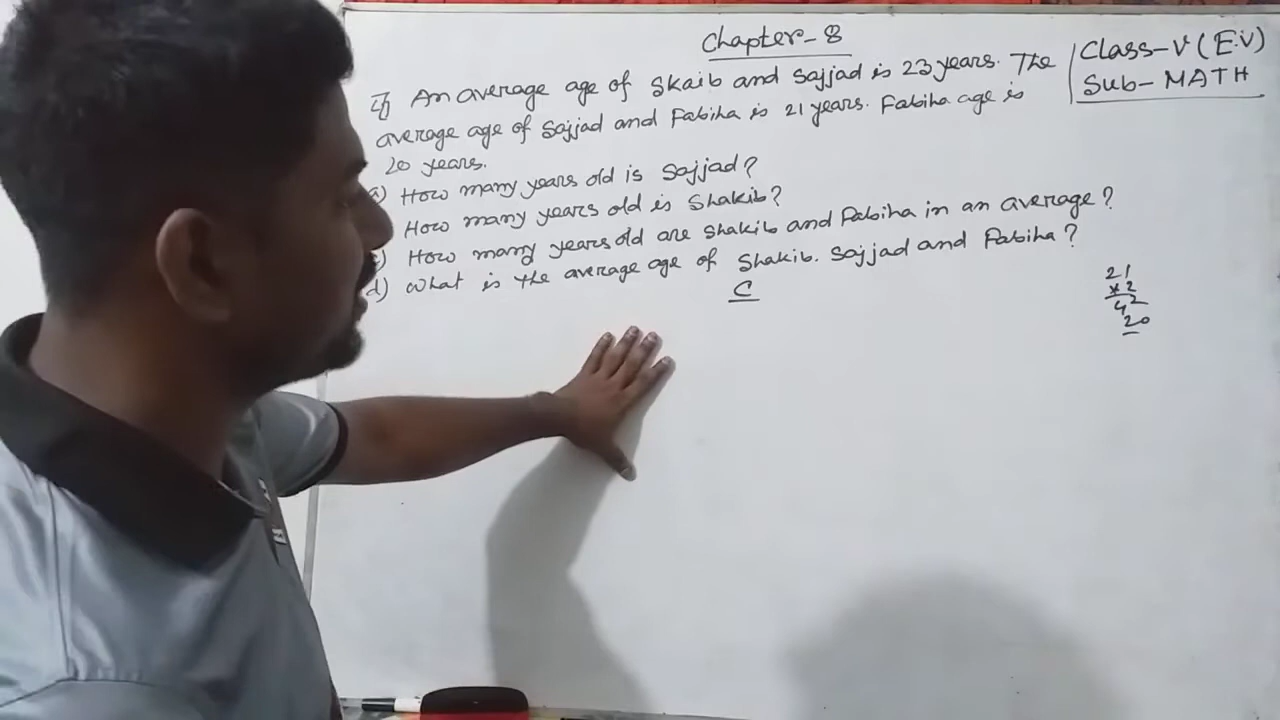 Chapter-8
Class-V (E.V)
Sub-MATH
An average age of Skaib and Sajjad is 23 years. The
average age of Sajjad and Fabiha is 21 years. Fabiha age is
20 years.
a) How many years old is Sajjad?
How many years old is Shakib?
) How many years old are Shakib and Fabiha in an average?
d) What is the average age of Shakib. Sajjad and Fabiha?
C
21
×2
42
20